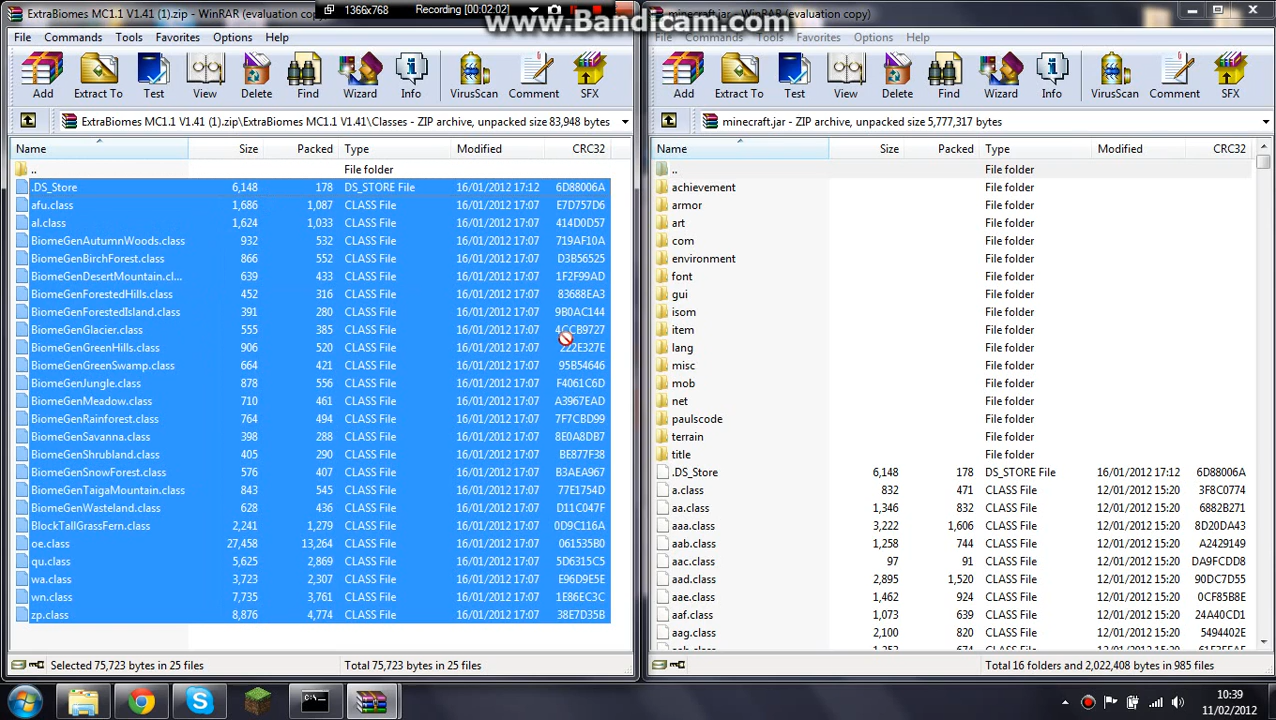 ExtraBiomes MC1.1 V1.41 (1).zip - WinRAR (evaluation copy)
1366x768 Recording [00:02:02]
www.Bandicam.com
minecraft.jar - WinRAR (evaluation copy)
File Commands Tools Favorites Options Help
File Commands Tools Favorites Options Help
Add Extract To Test View Delete Find Wizard Info VirusScan Comment SFX
Add Extract To Test View Delete Find Wizard Info VirusScan Comment SFX
ExtraBiomes MC1.1 V1.41 (1).zip\ExtraBiomes MC1.1 V1.41\Classes - ZIP archive, unpacked size 83,948 bytes
minecraft.jar - ZIP archive, unpacked size 5,777,317 bytes
Name Size Packed Type Modified CRC32
.. File folder
.DS_Store 6,148 178 DS_STORE File 16/01/2012 17:12 6D88006A
afu.class 1,686 1,087 CLASS File 16/01/2012 17:07 E7D757D6
al.class 1,624 1,033 CLASS File 16/01/2012 17:07 414D0D57
BiomeGenAutumnWoods.class 932 532 CLASS File 16/01/2012 17:07 719AF10A
BiomeGenBirchForest.class 866 552 CLASS File 16/01/2012 17:07 D3B56525
BiomeGenDesertMountain.cl... 639 433 CLASS File 16/01/2012 17:07 1F2F99AD
BiomeGenForestedHills.class 452 316 CLASS File 16/01/2012 17:07 83688EA3
BiomeGenForestedIsland.class 391 280 CLASS File 16/01/2012 17:07 9B0AC144
BiomeGenGlacier.class 555 385 CLASS File 16/01/2012 17:07 4CCB9727
BiomeGenGreenHills.class 906 520 CLASS File 16/01/2012 17:07 222E327E
BiomeGenGreenSwamp.class 664 421 CLASS File 16/01/2012 17:07 95B54646
BiomeGenJungle.class 878 556 CLASS File 16/01/2012 17:07 F4061C6D
BiomeGenMeadow.class 710 461 CLASS File 16/01/2012 17:07 A3967EAD
BiomeGenRainforest.class 764 494 CLASS File 16/01/2012 17:07 7F7CBD99
BiomeGenSavanna.class 398 288 CLASS File 16/01/2012 17:07 8E0A8DB7
BiomeGenShrubland.class 405 290 CLASS File 16/01/2012 17:07 BE877F38
BiomeGenSnowForest.class 576 407 CLASS File 16/01/2012 17:07 B3AEA967
BiomeGenTaigaMountain.class 843 545 CLASS File 16/01/2012 17:07 77E1754D
BiomeGenWasteland.class 628 436 CLASS File 16/01/2012 17:07 D11C047F
BlockTallGrassFern.class 2,241 1,279 CLASS File 16/01/2012 17:07 0D9C116A
oe.class 27,458 13,264 CLASS File 16/01/2012 17:07 061535B0
qu.class 5,625 2,869 CLASS File 16/01/2012 17:07 5D6315C5
wa.class 3,723 2,307 CLASS File 16/01/2012 17:07 E96D9E5E
wn.class 7,735 3,761 CLASS File 16/01/2012 17:07 1E86EC3C
zp.class 8,876 4,774 CLASS File 16/01/2012 17:07 38E7D35B
Selected 75,723 bytes in 25 files Total 75,723 bytes in 25 files
Name Size Packed Type Modified CRC32
.. File folder
achievement File folder
armor File folder
art File folder
com File folder
environment File folder
font File folder
gui File folder
isom File folder
item File folder
lang File folder
misc File folder
mob File folder
net File folder
paulscode File folder
terrain File folder
title File folder
.DS_Store 6,148 178 DS_STORE File 16/01/2012 17:12 6D88006A
a.class 832 471 CLASS File 12/01/2012 15:20 3F8C0774
aa.class 1,346 832 CLASS File 12/01/2012 15:20 6882B271
aaa.class 3,222 1,606 CLASS File 12/01/2012 15:20 8D20DA43
aab.class 1,258 744 CLASS File 12/01/2012 15:20 A2429149
aac.class 97 91 CLASS File 12/01/2012 15:20 DA9FCDD8
aad.class 2,895 1,520 CLASS File 12/01/2012 15:20 90DC7D55
aae.class 1,462 924 CLASS File 12/01/2012 15:20 0CF85B8E
aaf.class 1,073 639 CLASS File 12/01/2012 15:20 24A40CD1
aag.class 2,100 820 CLASS File 12/01/2012 15:20 5494402E
Total 16 folders and 2,022,408 bytes in 985 files
10:39
11/02/2012